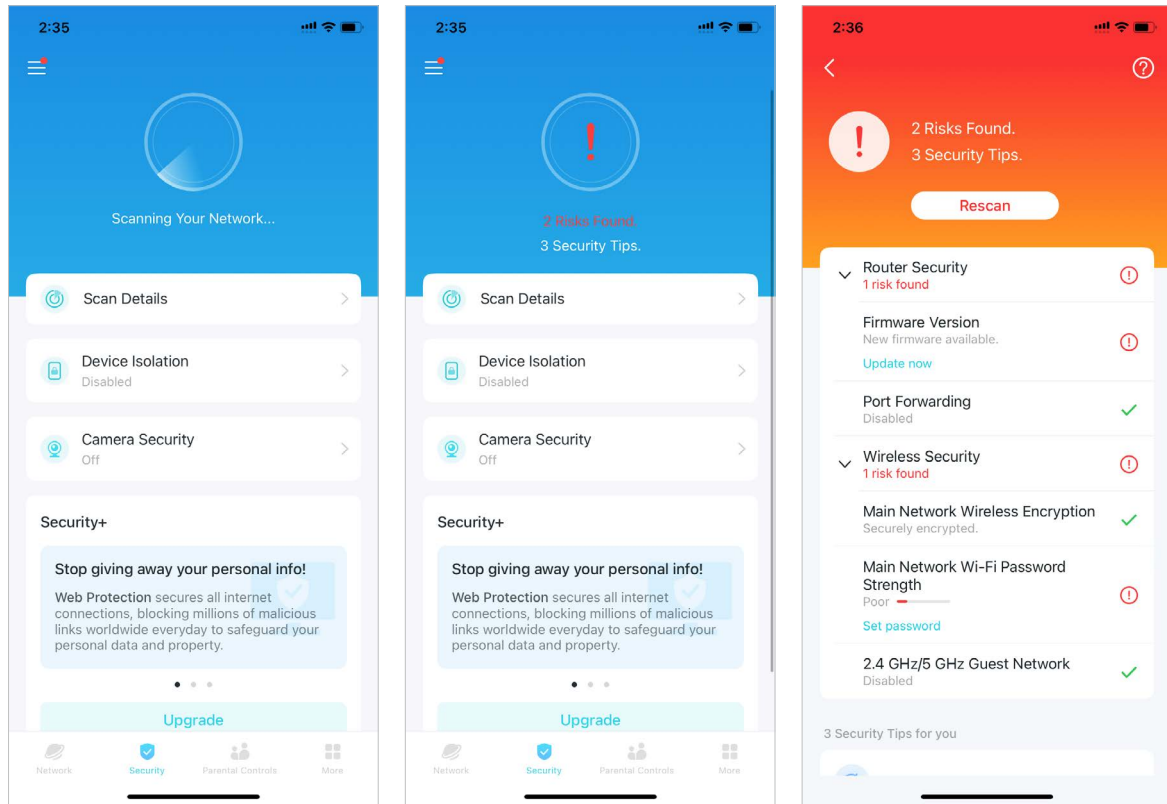 2:35
Scanning Your Network...
Scan Details
Device Isolation
Disabled
Camera Security
Off
Security+
Stop giving away your personal info!
Web Protection secures all internet
connections, blocking millions of malicious
links worldwide everyday to safeguard your
personal data and property.
Upgrade
Network
Security
Parental Controls
More
2:35
2 Risks Found.
3 Security Tips.
Scan Details
Device Isolation
Disabled
Camera Security
Off
Security+
Stop giving away your personal info!
Web Protection secures all internet
connections, blocking millions of malicious
links worldwide everyday to safeguard your
personal data and property.
Upgrade
Network
Security
Parental Controls
More
2:36
2 Risks Found.
3 Security Tips.
Rescan
Router Security
1 risk found
Firmware Version
New firmware available.
Update now
Port Forwarding
Disabled
Wireless Security
1 risk found
Main Network Wireless Encryption
Securely encrypted.
Main Network Wi-Fi Password
Strength
Poor
Set password
2.4 GHz/5 GHz Guest Network
Disabled
3 Security Tips for you